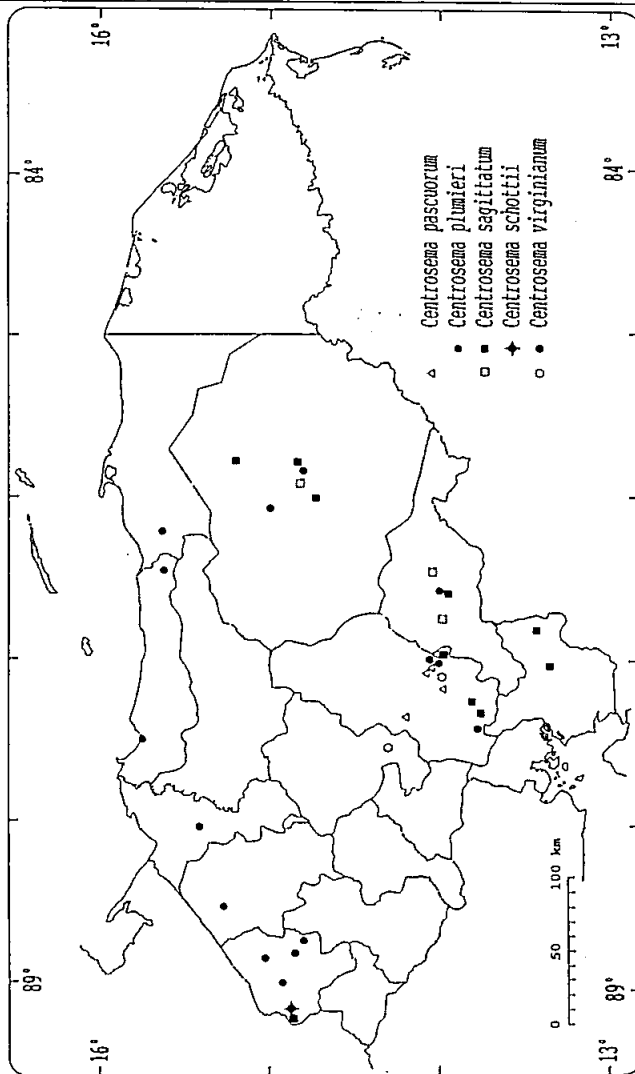 89°
84°
16°
16°
Centrosema pascuorum
Centrosema plumieri
Centrosema sagittatum
Centrosema schottii
Centrosema virginianum
0 50 100 km
13°
13°
89°
84°